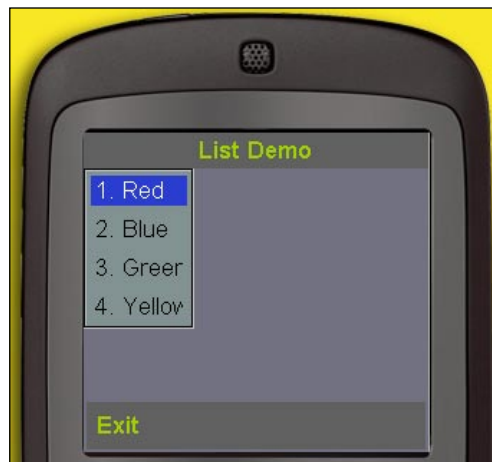 List Demo
1. Red
2. Blue
3. Greer
4. Yellov
Exit